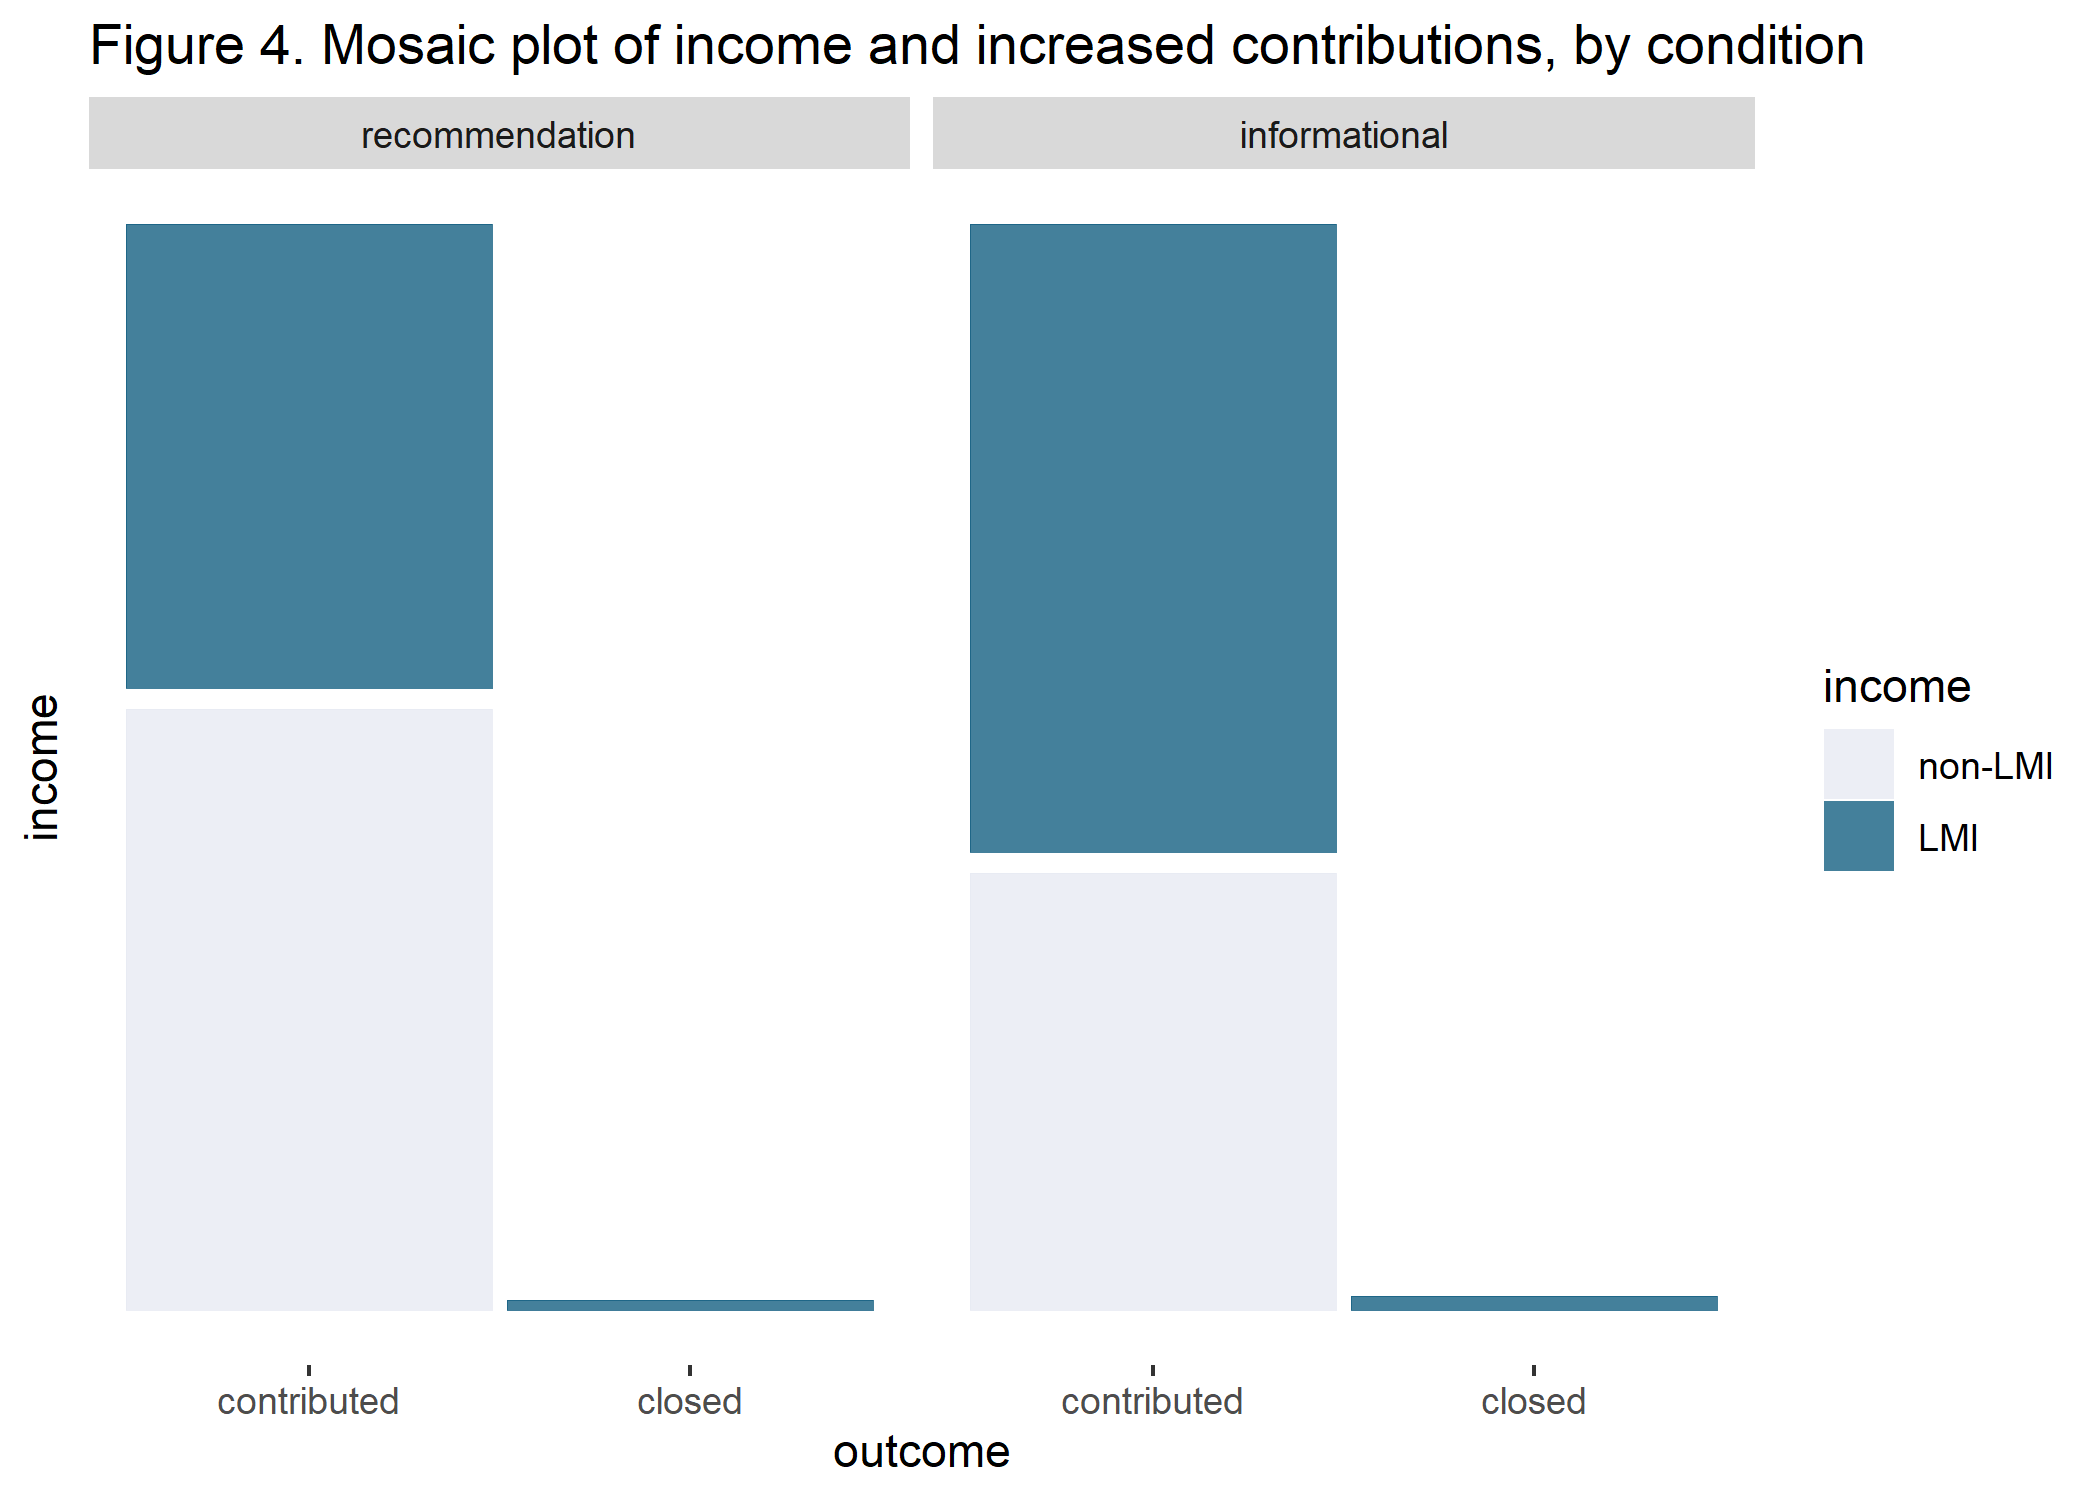 Figure 4. Mosaic plot of income and increased contributions, by condition
recommendation
informational
income
income
non-LMI
LMI
contributed
closed
contributed
closed
outcome